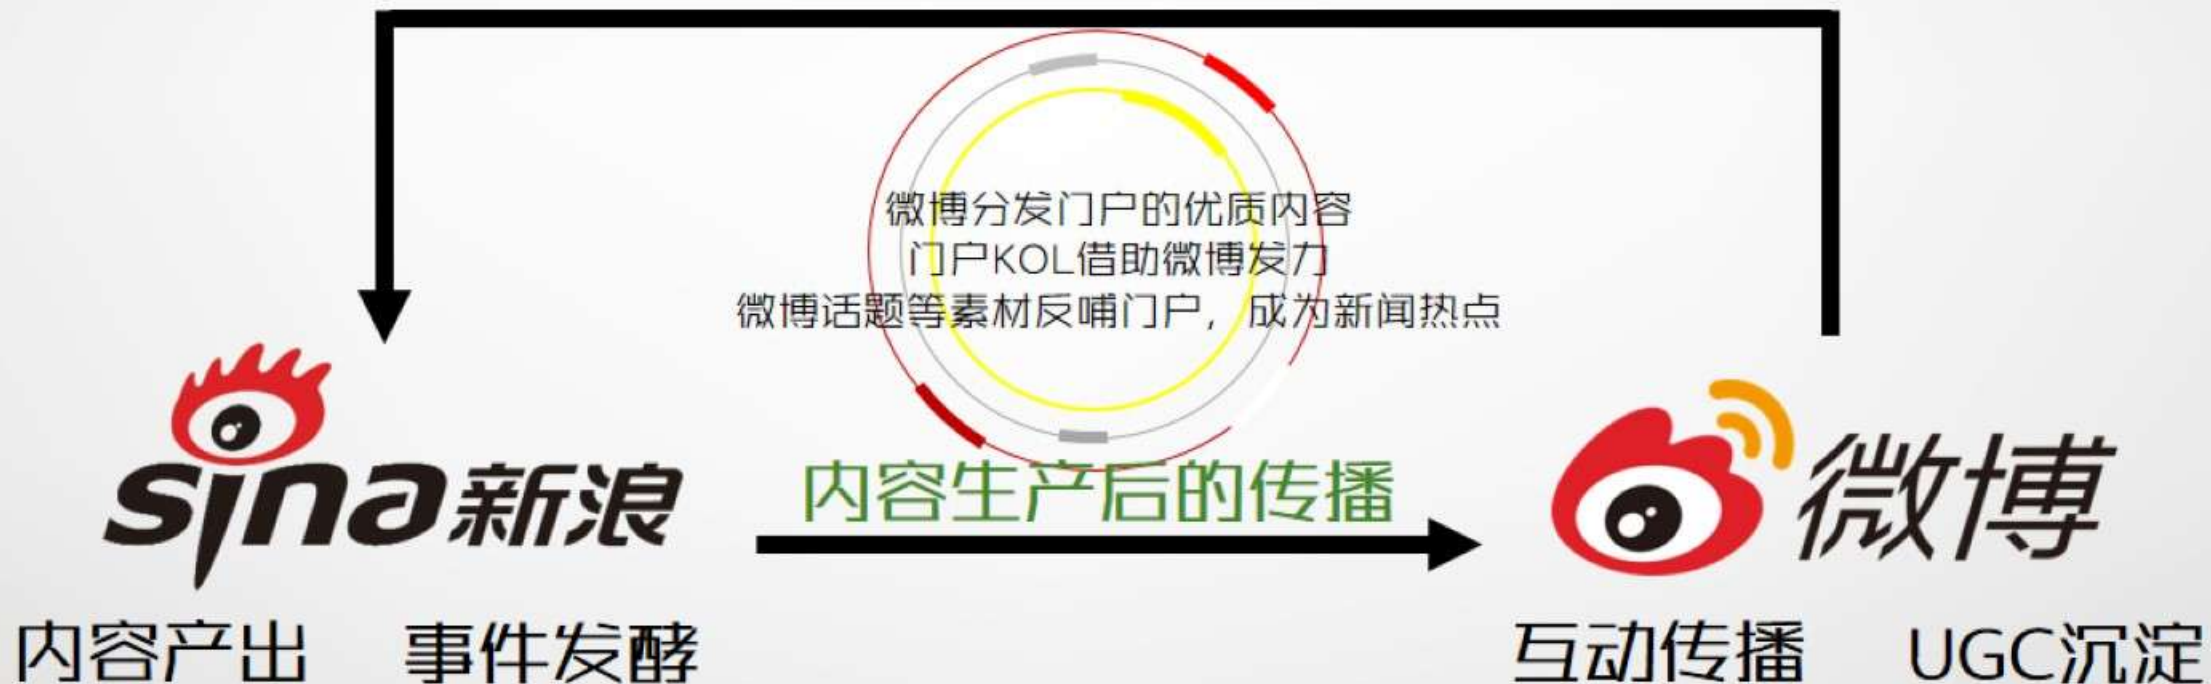 微博分发门户的优质内容
门户KOL借助微博发力
微博话题等素材反哺门户，成为新闻热点
内容生产后的传播
sina新浪
微博
内容产出 事件发酵
互动传播 UGC沉淀